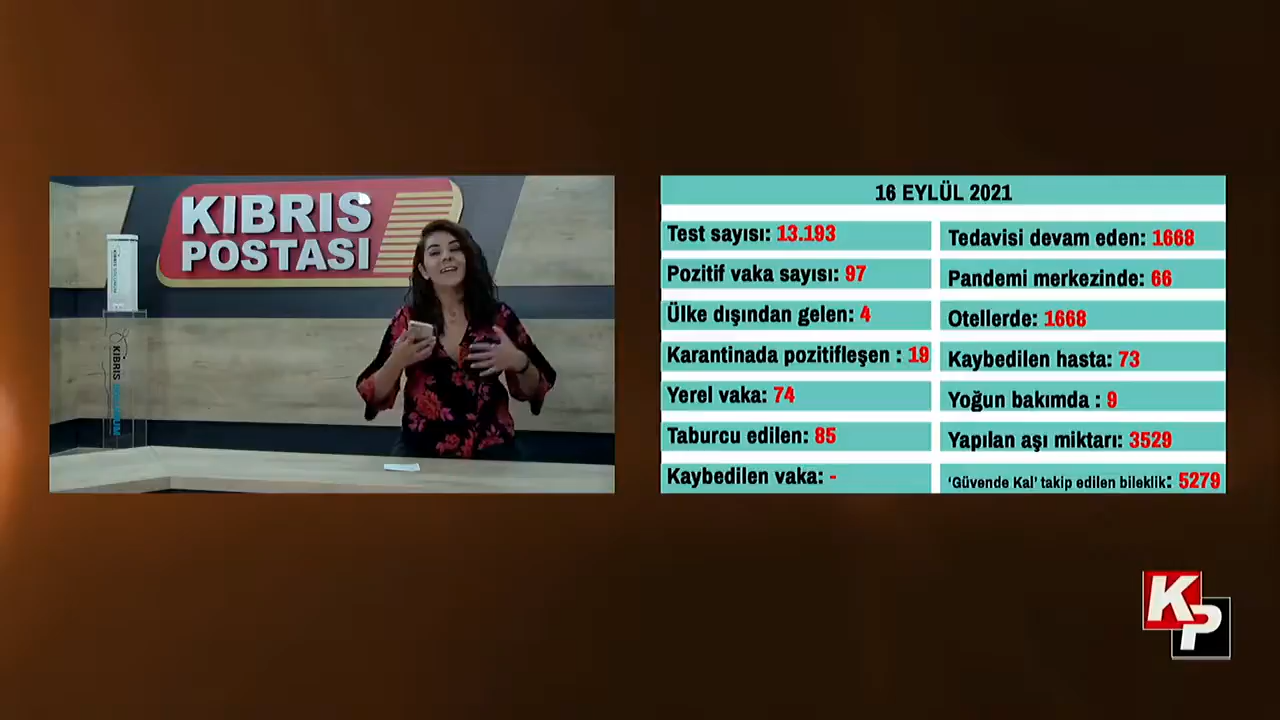 KIBRIS
POSTASI
KIBRIS
16 EYLÜL 2021
Test sayısı: 13.193
Pozitif vaka sayısı: 97
Ülke dışından gelen: 4
Karantinada pozitifleşen : 19
Yerel vaka: 74
Taburcu edilen: 85
Kaybedilen vaka: -
Tedavisi devam eden: 1668
Pandemi merkezinde: 66
Otellerde: 1668
Kaybedilen hasta: 73
Yoğun bakımda : 9
Yapılan aşı miktarı: 3529
‘Güvende Kal’ takip edilen bileklik: 5279
KP